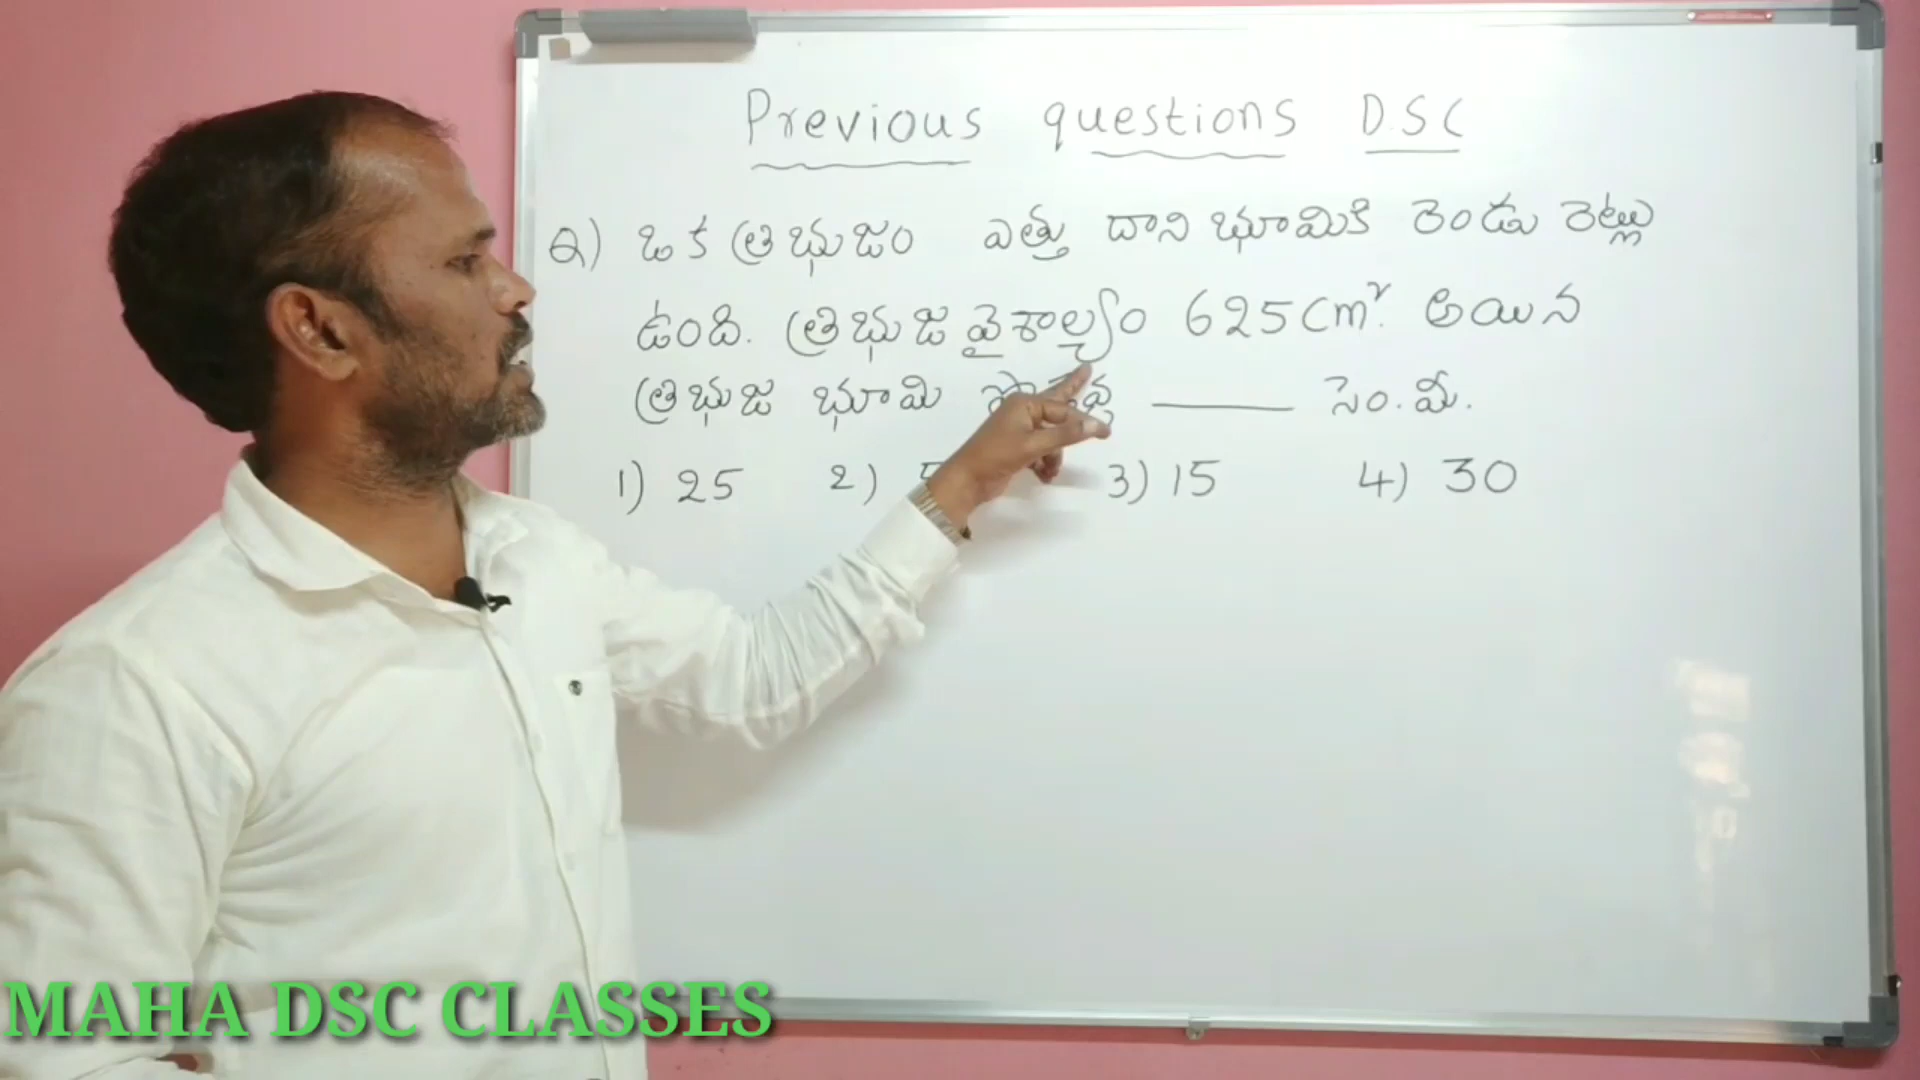 Previous questions D.S.C
Q) ఒక త్రిభుజం ఎత్తు దాని భూమికి రెండు రెట్లు
ఉంది. త్రిభుజ వైశాల్యం 625 cm². అయిన
త్రిభుజ భూమి ______ సెం.మీ.
1) 25 2) 3) 15 4) 30
MAHA DSC CLASSES